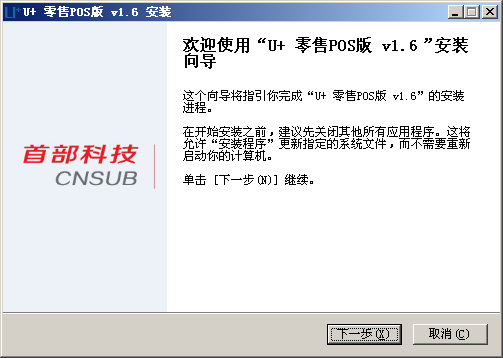 U+ 零售POS版 v1.6 安装
欢迎使用“U+ 零售POS版 v1.6”安装
向导
这个向导将指引你完成“U+ 零售POS版 v1.6”的安装
进程。
在开始安装之前，建议先关闭其他所有应用程序。这将
允许“安装程序”更新指定的系统文件，而不需要重新
启动你的计算机。
单击 [下一步(N)] 继续。
首部科技
CNSUB
下一步(N)
取消(C)